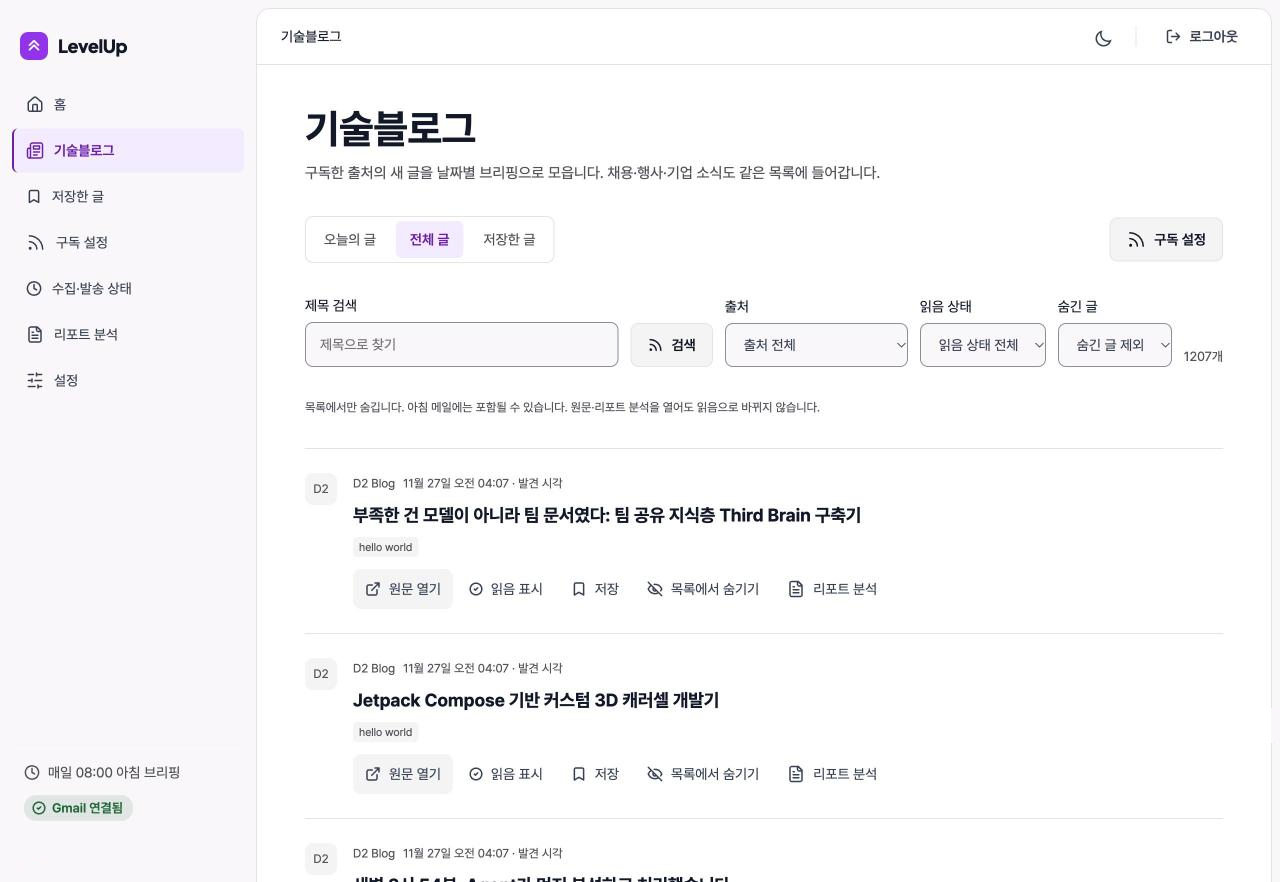 LevelUp
홈
기술블로그
저장한 글
구독 설정
수집·발송 상태
리포트 분석
설정
매일 08:00 아침 브리핑
Gmail 연결됨
기술블로그
로그아웃
기술블로그
구독한 출처의 새 글을 날짜별 브리핑으로 모읍니다. 채용·행사·기업 소식도 같은 목록에 들어갑니다.
오늘의 글 전체 글 저장한 글
구독 설정
제목 검색 출처 읽음 상태 숨긴 글
제목으로 찾기 검색 출처 전체 읽음 상태 전체 숨긴 글 제외 1207개
목록에서만 숨깁니다. 아침 메일에는 포함될 수 있습니다. 원문·리포트 분석을 열어도 읽음으로 바뀌지 않습니다.
D2
D2 Blog 11월 27일 오전 04:07 · 발견 시각
부족한 건 모델이 아니라 팀 문서였다: 팀 공유 지식층 Third Brain 구축기
hello world
원문 열기 읽음 표시 저장 목록에서 숨기기 리포트 분석
D2
D2 Blog 11월 27일 오전 04:07 · 발견 시각
Jetpack Compose 기반 커스텀 3D 캐러셀 개발기
hello world
원문 열기 읽음 표시 저장 목록에서 숨기기 리포트 분석
D2
D2 Blog 11월 27일 오전 04:07 · 발견 시각